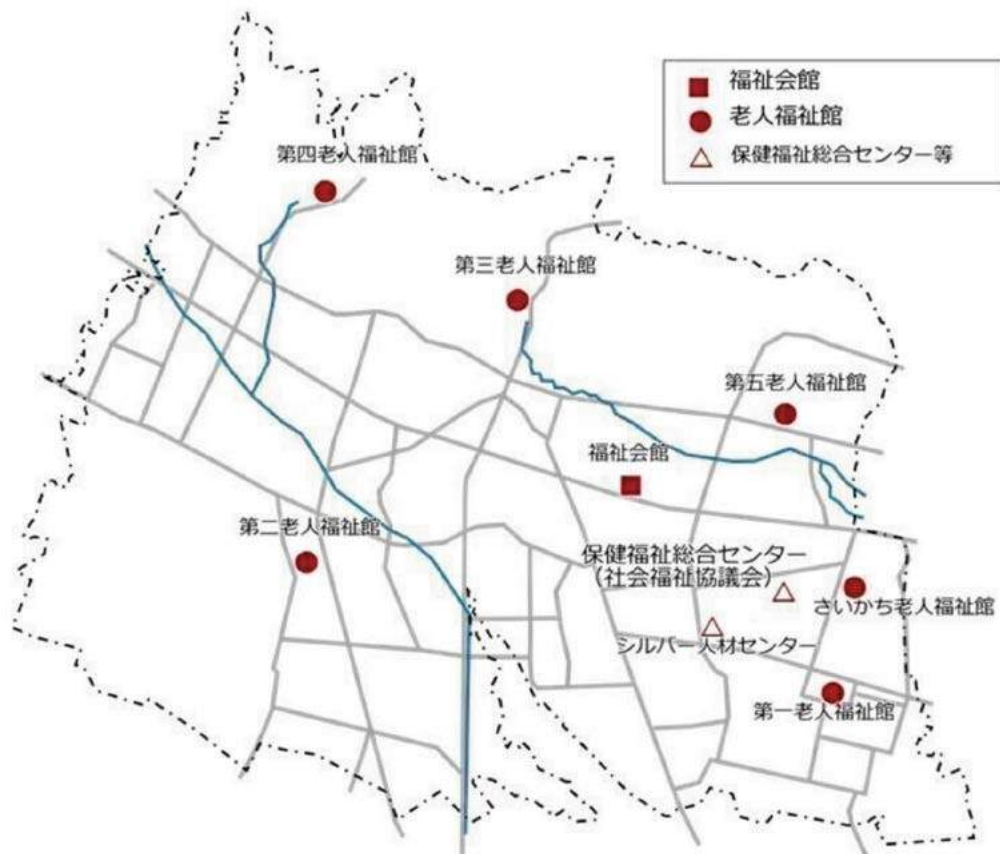 福祉会館
老人福祉館
保健福祉総合センター等
第四老人福祉館
第三老人福祉館
第五老人福祉館
福祉会館
第二老人福祉館
保健福祉総合センター
（社会福祉協議会）
さいかち老人福祉館
シルバー人材センター
第一老人福祉館